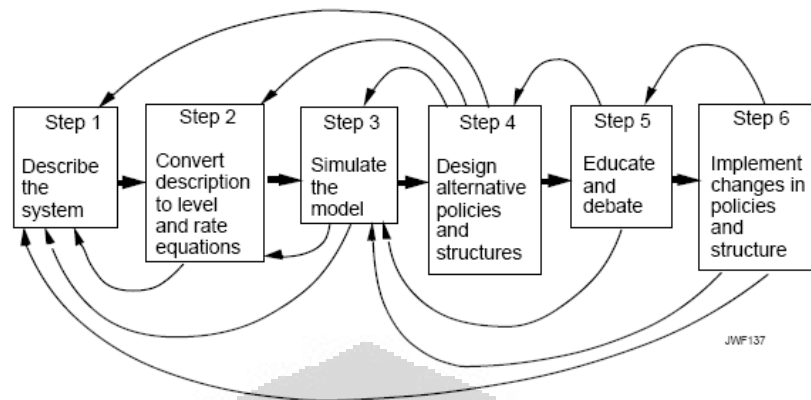 Step 1
Describe
the
system
Step 2
Convert
description
to level
and rate
equations
Step 3
Simulate
the
model
Step 4
Design
alternative
policies
and
structures
Step 5
Educate
and
debate
Step 6
Implement
changes in
policies
and
structure
JWF137